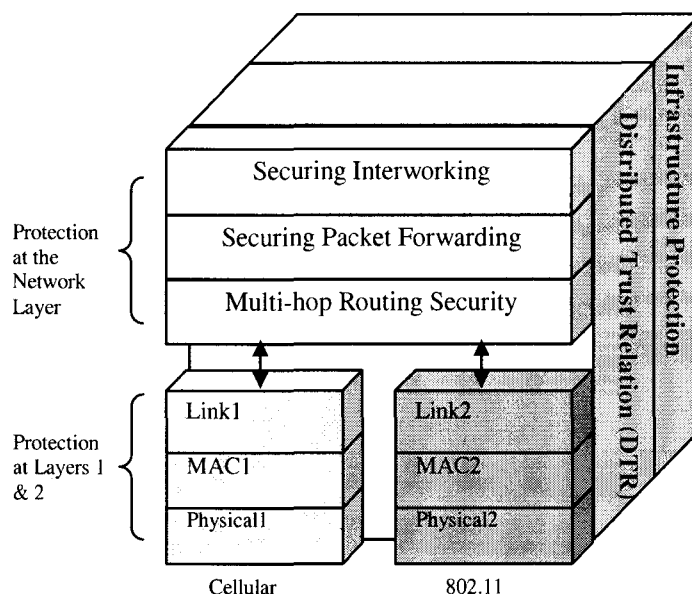 Securing Interworking
Securing Packet Forwarding
Multi-hop Routing Security
Protection
at the
Network
Layer
Distributed Trust Relation (DTR)
Infrastructure Protection
Protection
at Layers 1
& 2
Link1
MAC1
Physical1
Link2
MAC2
Physical2
Cellular
802.11